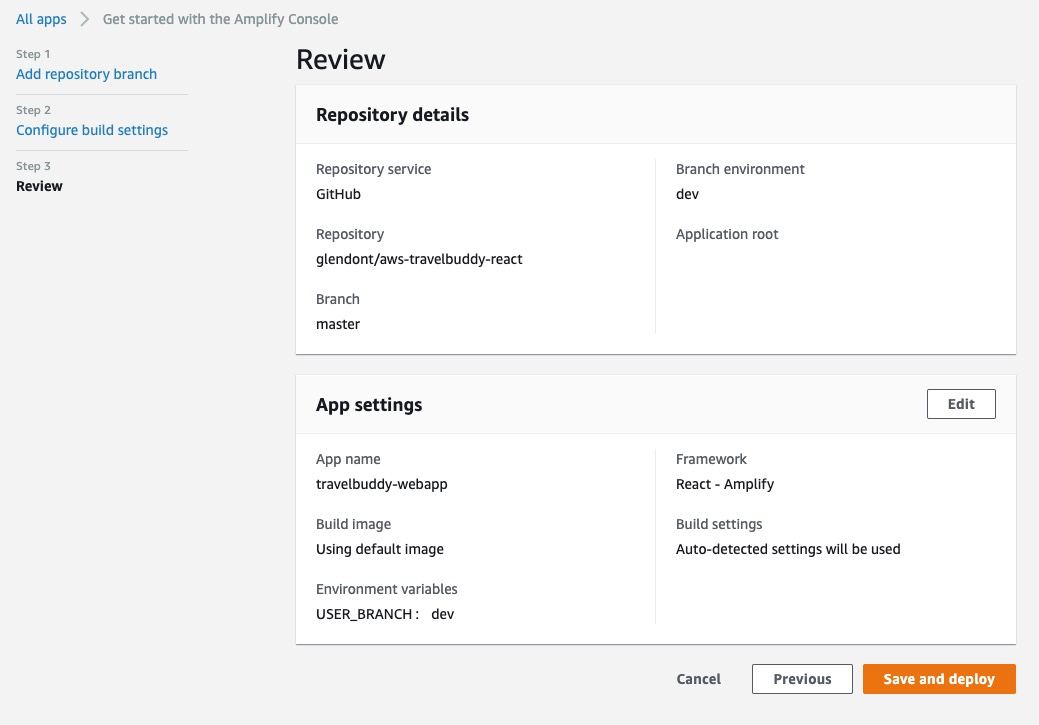 All apps > Get started with the Amplify Console
Step 1
Add repository branch
Step 2
Configure build settings
Step 3
Review
Review
Repository details
Repository service
GitHub
Repository
glendont/aws-travelbuddy-react
Branch
master
Branch environment
dev
Application root
App settings
Edit
App name
travelbuddy-webapp
Build image
Using default image
Environment variables
USER_BRANCH : dev
Framework
React - Amplify
Build settings
Auto-detected settings will be used
Cancel Previous Save and deploy